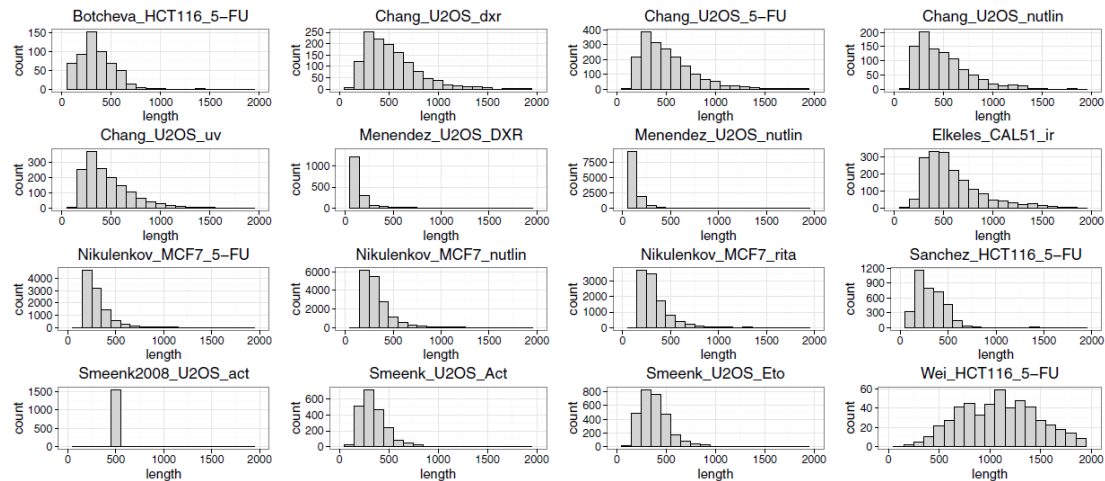 Botcheva_HCT116_5−FU
Chang_U2OS_dxr
Chang_U2OS_5−FU
Chang_U2OS_nutlin
count
150
100
50
0
0 500 1000 1500 2000
length
count
250
200
150
100
50
0
0 500 1000 1500 2000
length
count
400
300
200
100
0
0 500 1000 1500 2000
length
count
200
150
100
50
0
0 500 1000 1500 2000
length
Chang_U2OS_uv
Menendez_U2OS_DXR
Menendez_U2OS_nutlin
Elkeles_CAL51_ir
count
300
200
100
0
0 500 1000 1500 2000
length
count
1000
500
0
0 500 1000 1500 2000
length
count
7500
5000
2500
0
0 500 1000 1500 2000
length
count
300
200
100
0
0 500 1000 1500 2000
length
Nikulenkov_MCF7_5−FU
Nikulenkov_MCF7_nutlin
Nikulenkov_MCF7_rita
Sanchez_HCT116_5−FU
count
4000
3000
2000
1000
0
0 500 1000 1500 2000
length
count
6000
4000
2000
0
0 500 1000 1500 2000
length
count
3000
2000
1000
0
0 500 1000 1500 2000
length
count
1200
900
600
300
0
0 500 1000 1500 2000
length
Smeenk2008_U2OS_act
Smeenk_U2OS_Act
Smeenk_U2OS_Eto
Wei_HCT116_5−FU
count
1500
1000
500
0
0 500 1000 1500 2000
length
count
600
400
200
0
0 500 1000 1500 2000
length
count
800
600
400
200
0
0 500 1000 1500 2000
length
count
60
40
20
0
0 500 1000 1500 2000
length